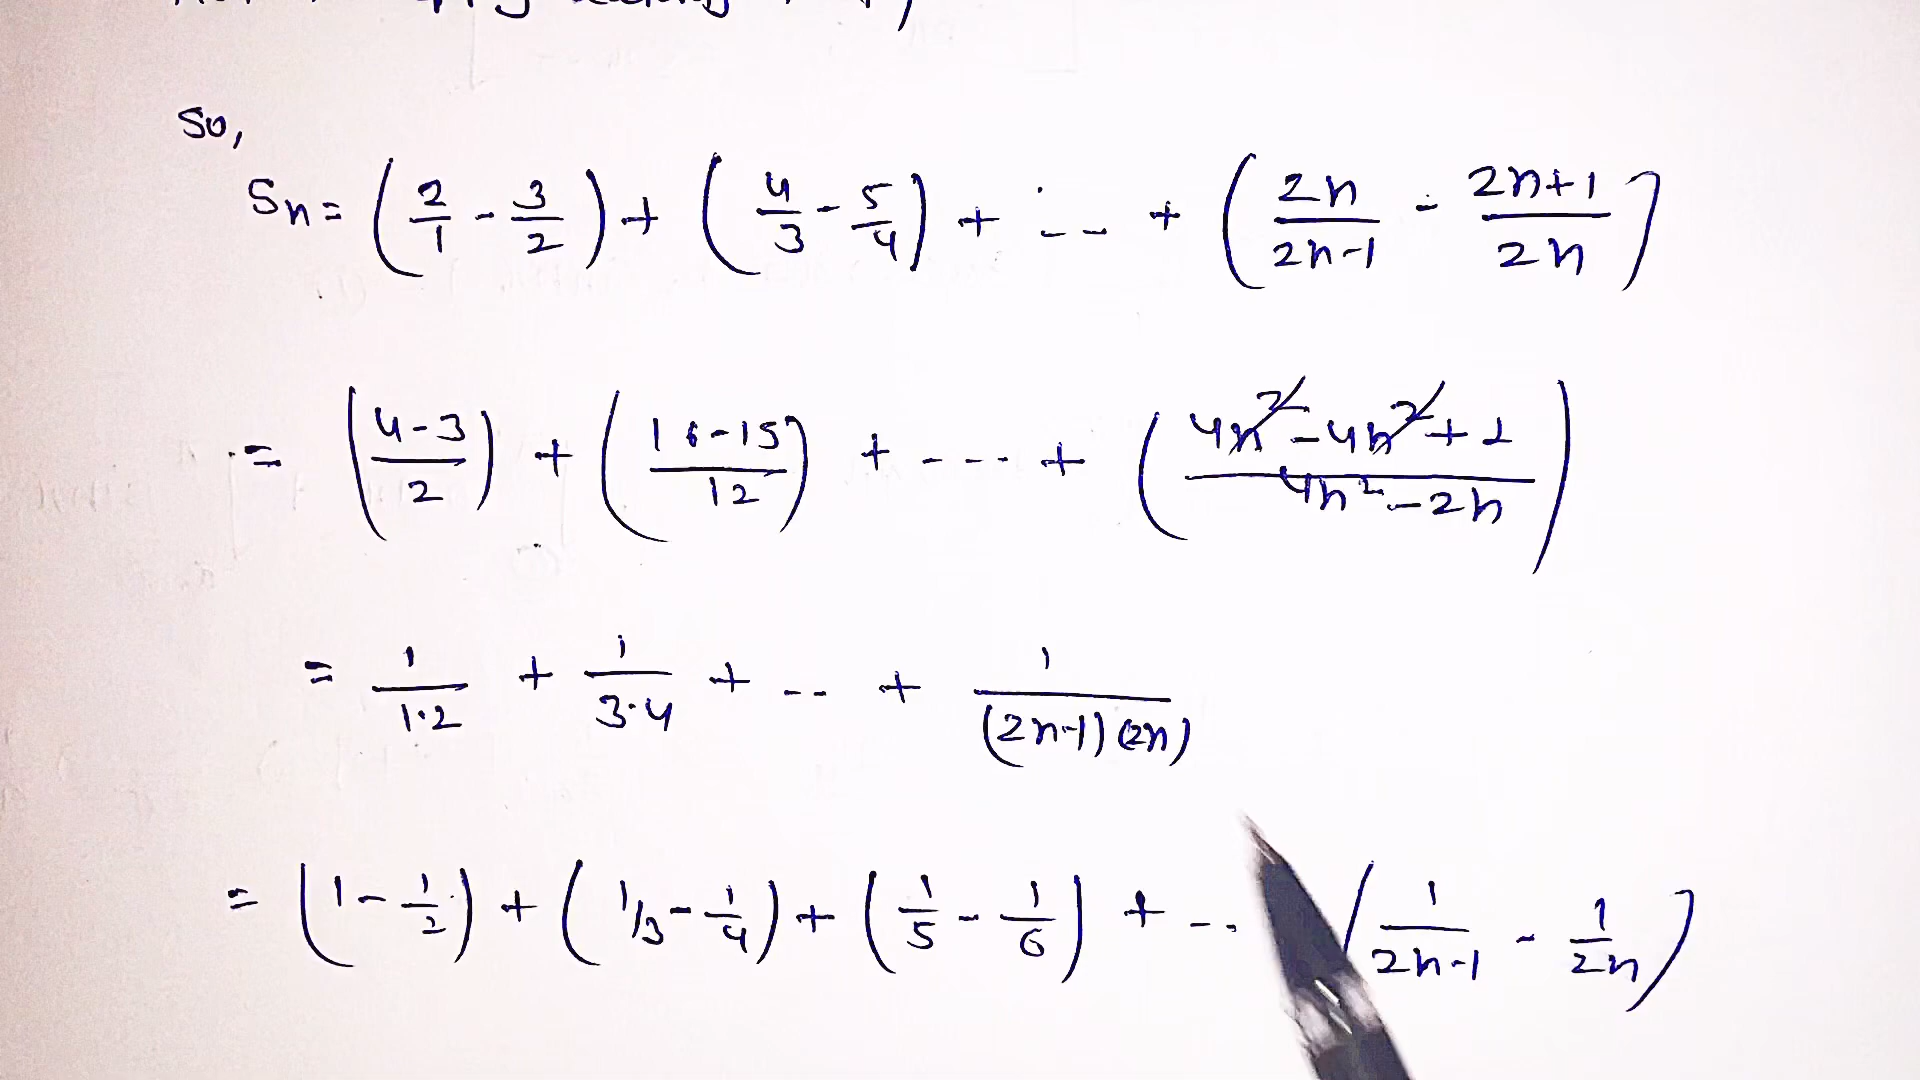 So,
Sn = (2/1 - 3/2) + (4/3 - 5/4) + ... + (2n/2n-1 - 2n+1/2n)
= (4-3/2) + (16-15/12) + ---- + (4n²-4n²+1/4n²-2n)
= 1/1·2 + 1/3·4 + -- + 1/(2n-1)(2n)
= (1 - 1/2) + (1/3 - 1/4) + (1/5 - 1/6) + -.. (1/2n-1 - 1/2n)